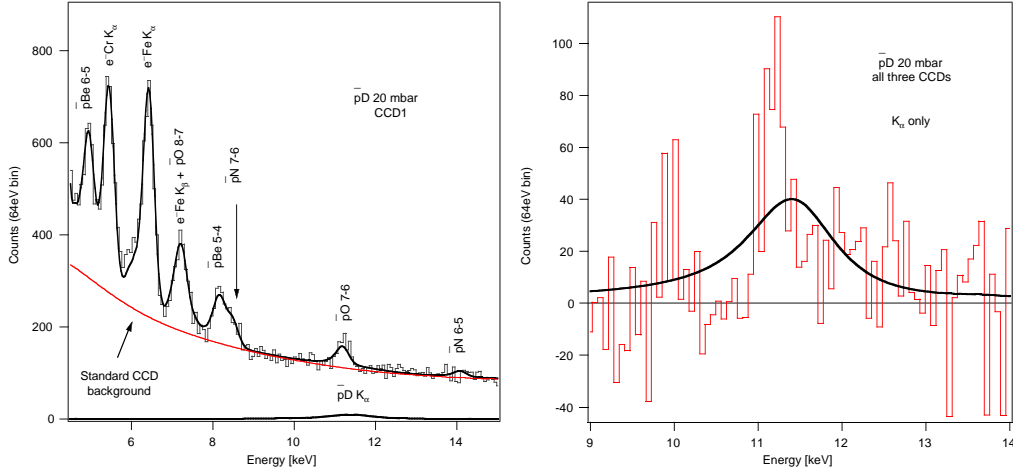 800
600
400
200
0
Counts (64eV bin)
p̄Be 6-5
e⁻Cr Kα
e⁻Fe Kα
e⁻Fe Kβ + p̄O 8-7
p̄Be 5-4
p̄N 7-6
p̄O 7-6
p̄N 6-5
p̄D 20 mbar
CCD1
Standard CCD
background
p̄D Kα
6
8
10
12
14
Energy [keV]
100
80
60
40
20
0
-20
-40
Counts (64eV bin)
p̄D 20 mbar
all three CCDs
Kα only
9
10
11
12
13
14
Energy [keV]